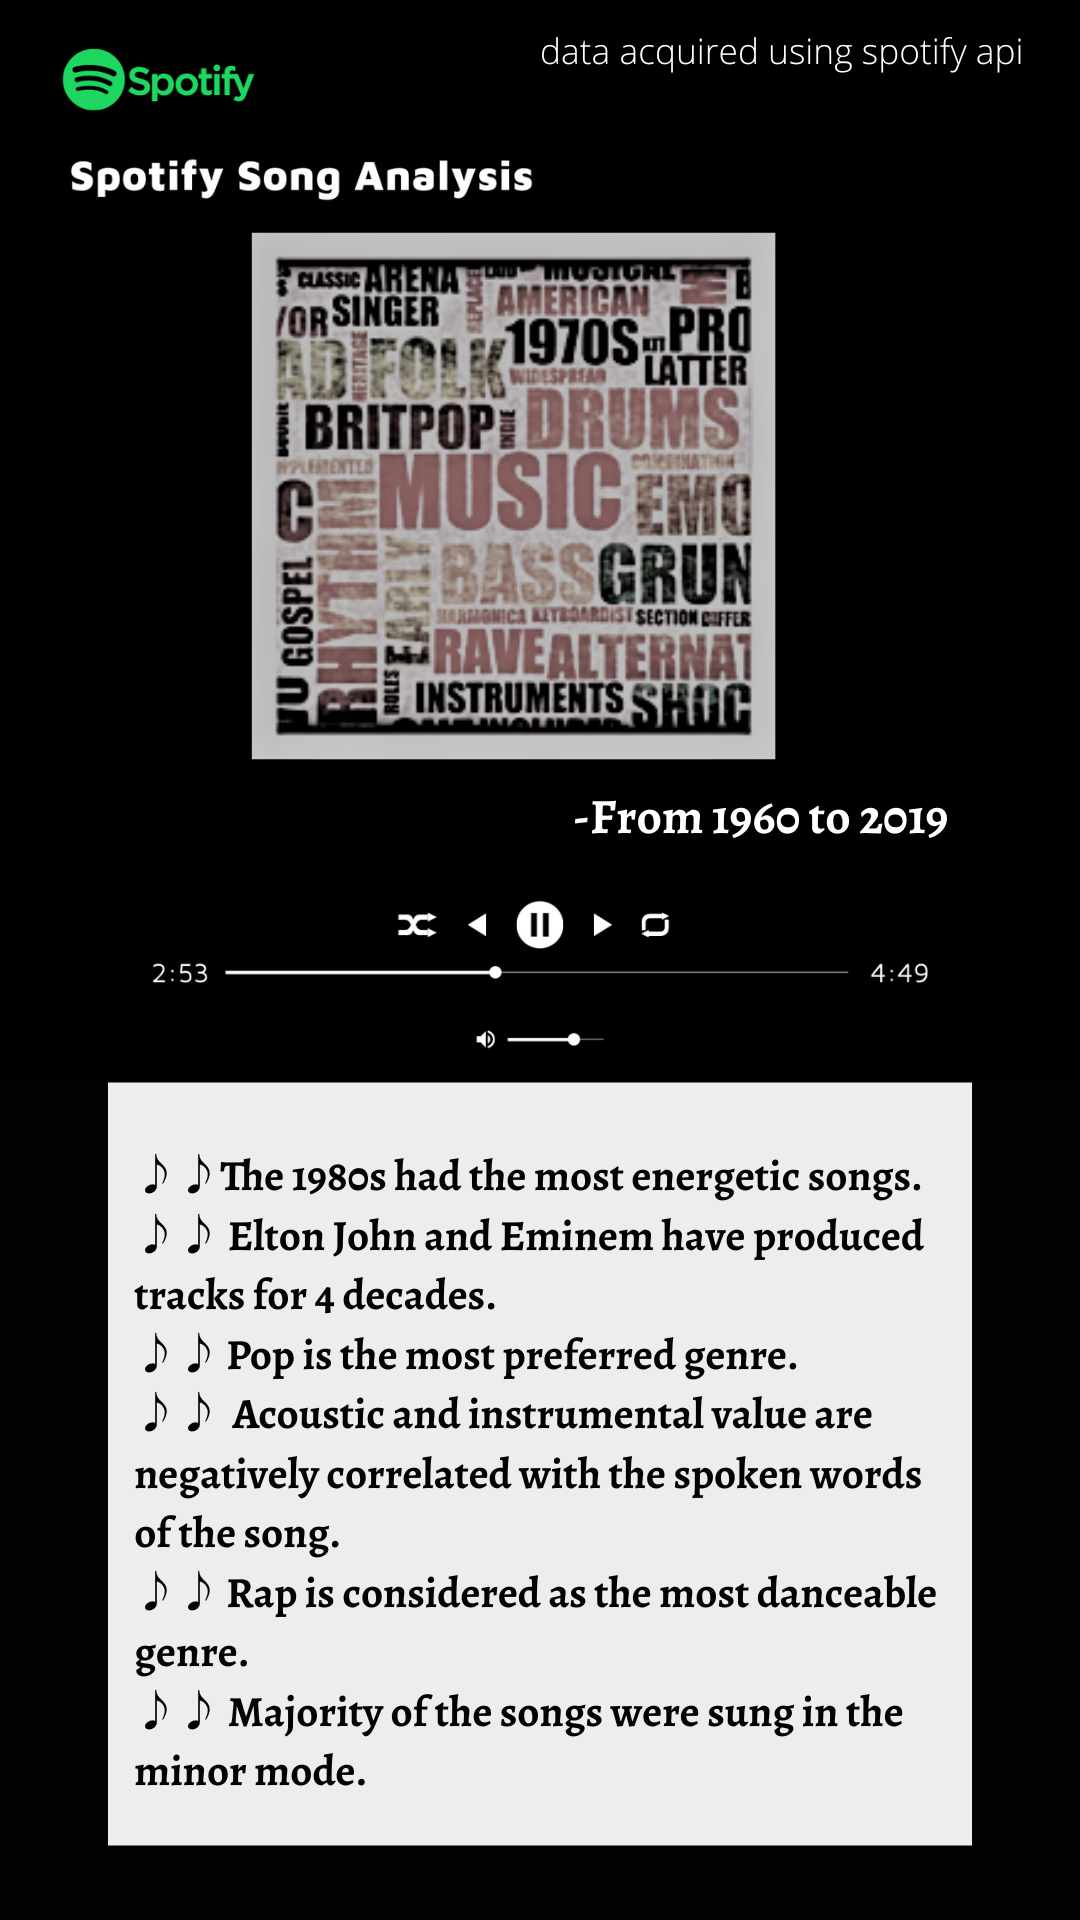 data acquired using spotify api
Spotify
Spotify Song Analysis
CLASSIC ARENA MUSICAL
SINGER REPLACE AMERICAN
HERITAGE FOLK 1970S PRO
WIDESPREAD LATTER
BRITPOP INDIE DRUMS
MUSIC COMBINATION
RHYTHM EMO
GOSPEL EARLY BASS GRUN
HARMONICA KEYBOARDIST SECTION DIFFER
RAVE ALTERNAT
ROLES INSTRUMENTS SHOC
-From 1960 to 2019
2:53 4:49
♪ ♪ The 1980s had the most energetic songs.
♪ ♪ Elton John and Eminem have produced
tracks for 4 decades.
♪ ♪ Pop is the most preferred genre.
♪ ♪ Acoustic and instrumental value are
negatively correlated with the spoken words
of the song.
♪ ♪ Rap is considered as the most danceable
genre.
♪ ♪ Majority of the songs were sung in the
minor mode.